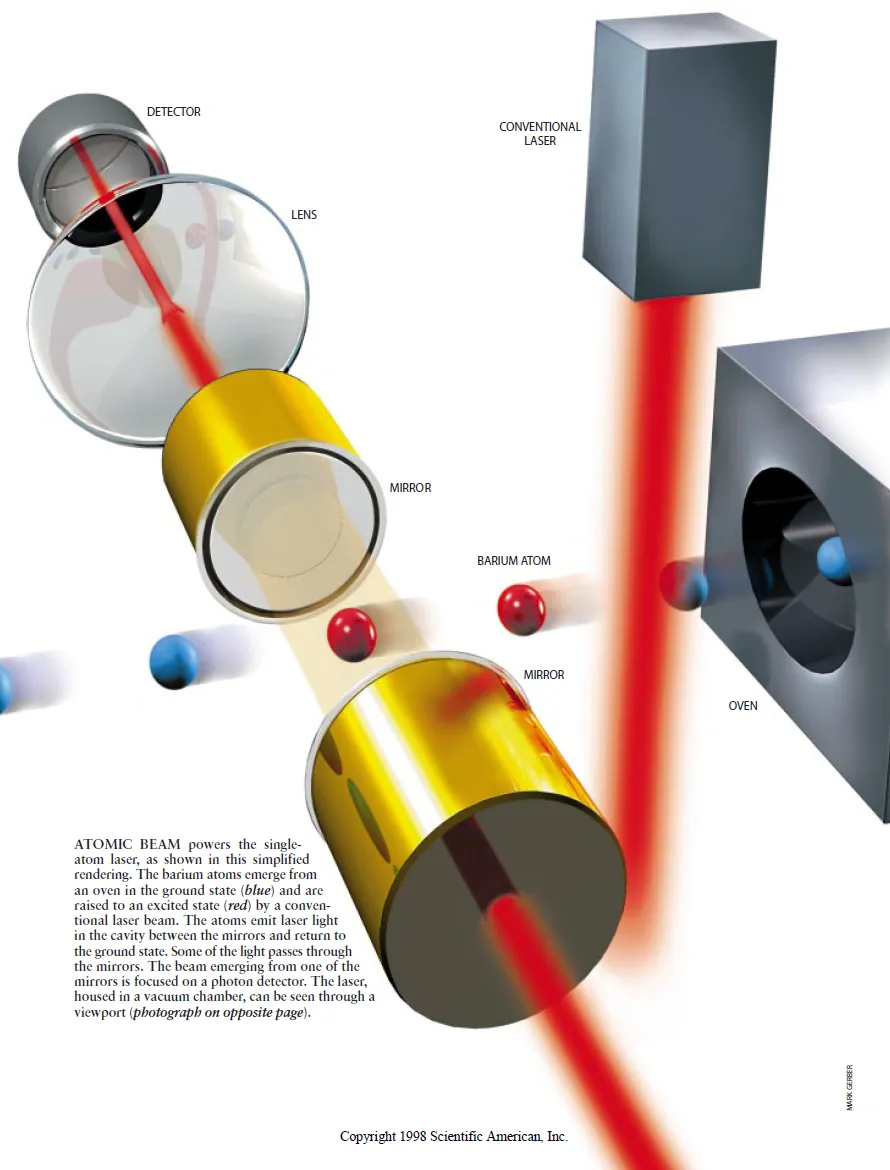 DETECTOR
CONVENTIONAL
LASER
LENS
MIRROR
BARIUM ATOM
MIRROR
OVEN
ATOMIC BEAM powers the single-
atom laser, as shown in this simplified
rendering. The barium atoms emerge from
an oven in the ground state (blue) and are
raised to an excited state (red) by a conven-
tional laser beam. The atoms emit laser light
in the cavity between the mirrors and return to
the ground state. Some of the light passes through
the mirrors. The beam emerging from one of the
mirrors is focused on a photon detector. The laser,
housed in a vacuum chamber, can be seen through a
viewport (photograph on opposite page).
MARK GERBER
Copyright 1998 Scientific American, Inc.